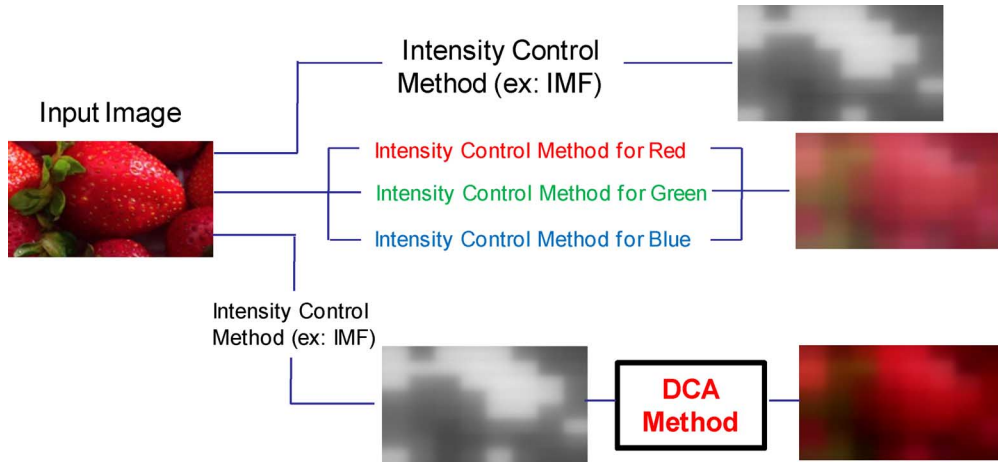 Intensity Control
Method (ex: IMF)
Input Image
Intensity Control Method for Red
Intensity Control Method for Green
Intensity Control Method for Blue
Intensity Control
Method (ex: IMF)
DCA
Method